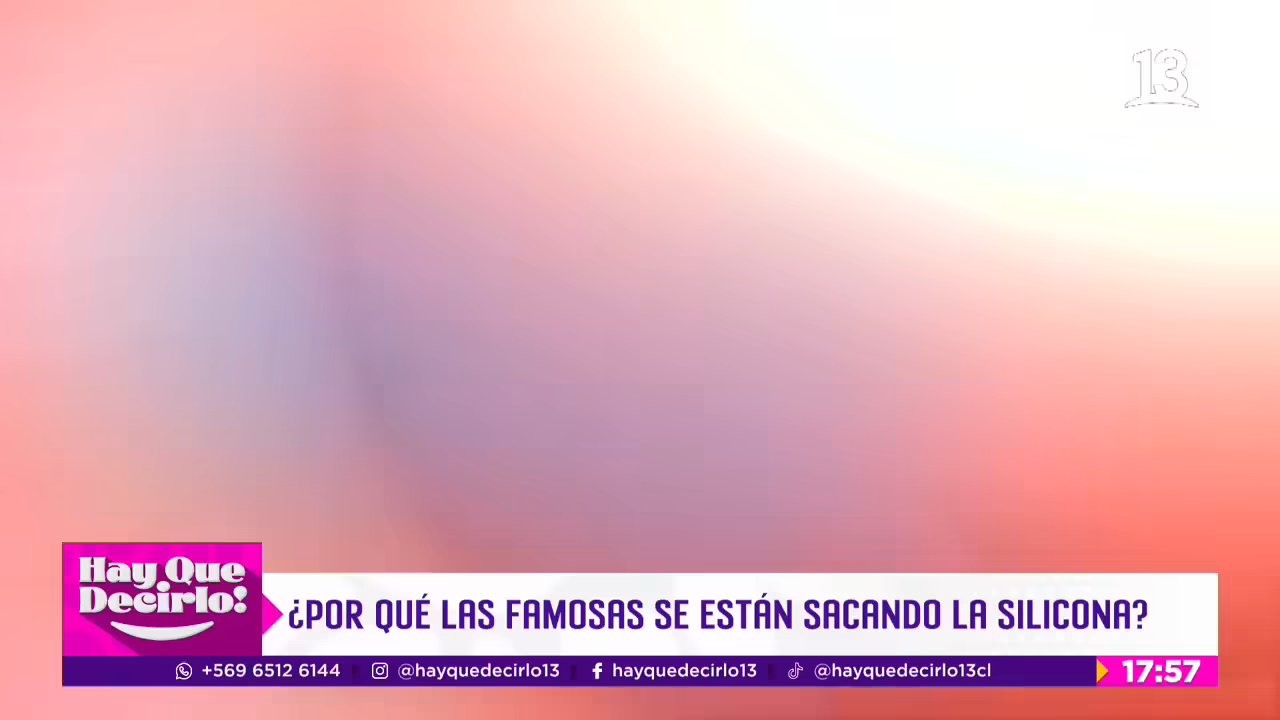 13
Hay Que
Decirlo!
¿POR QUÉ LAS FAMOSAS SE ESTÁN SACANDO LA SILICONA?
+569 6512 6144 @hayquedecirlo13 hayquedecirlo13 @hayquedecirlo13cl 17:57